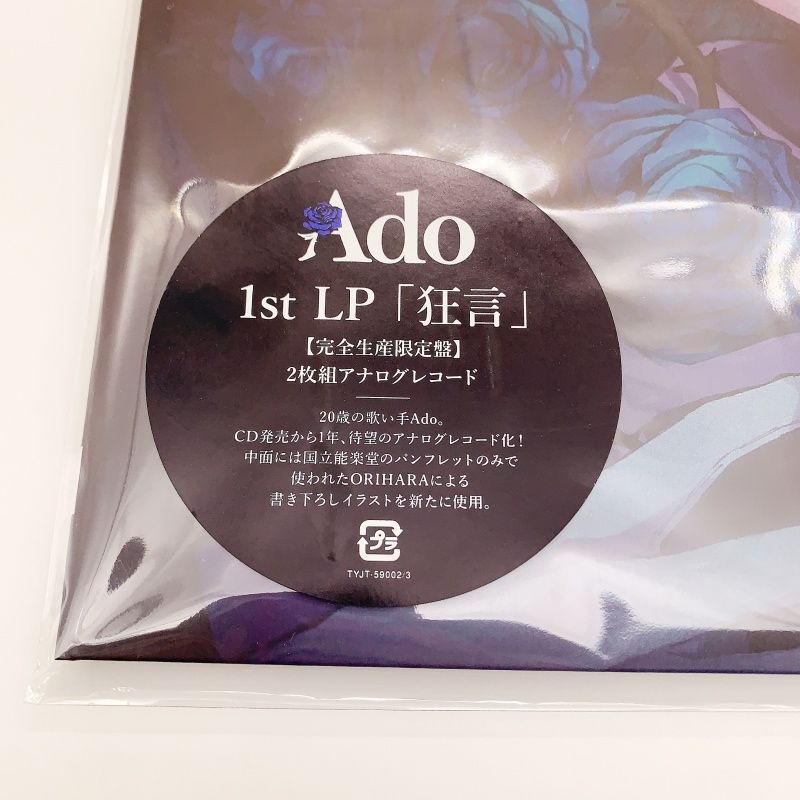 Ado
1st LP「狂言」
【完全生産限定盤】
2枚組アナログレコード
20歳の歌い手Ado。
CD発売から1年、待望のアナログレコード化!
中面には国立能楽堂のパンフレットのみで
使われたORIHARAによる
書き下ろしイラストを新たに使用。
プラ
TYJT-59002/3